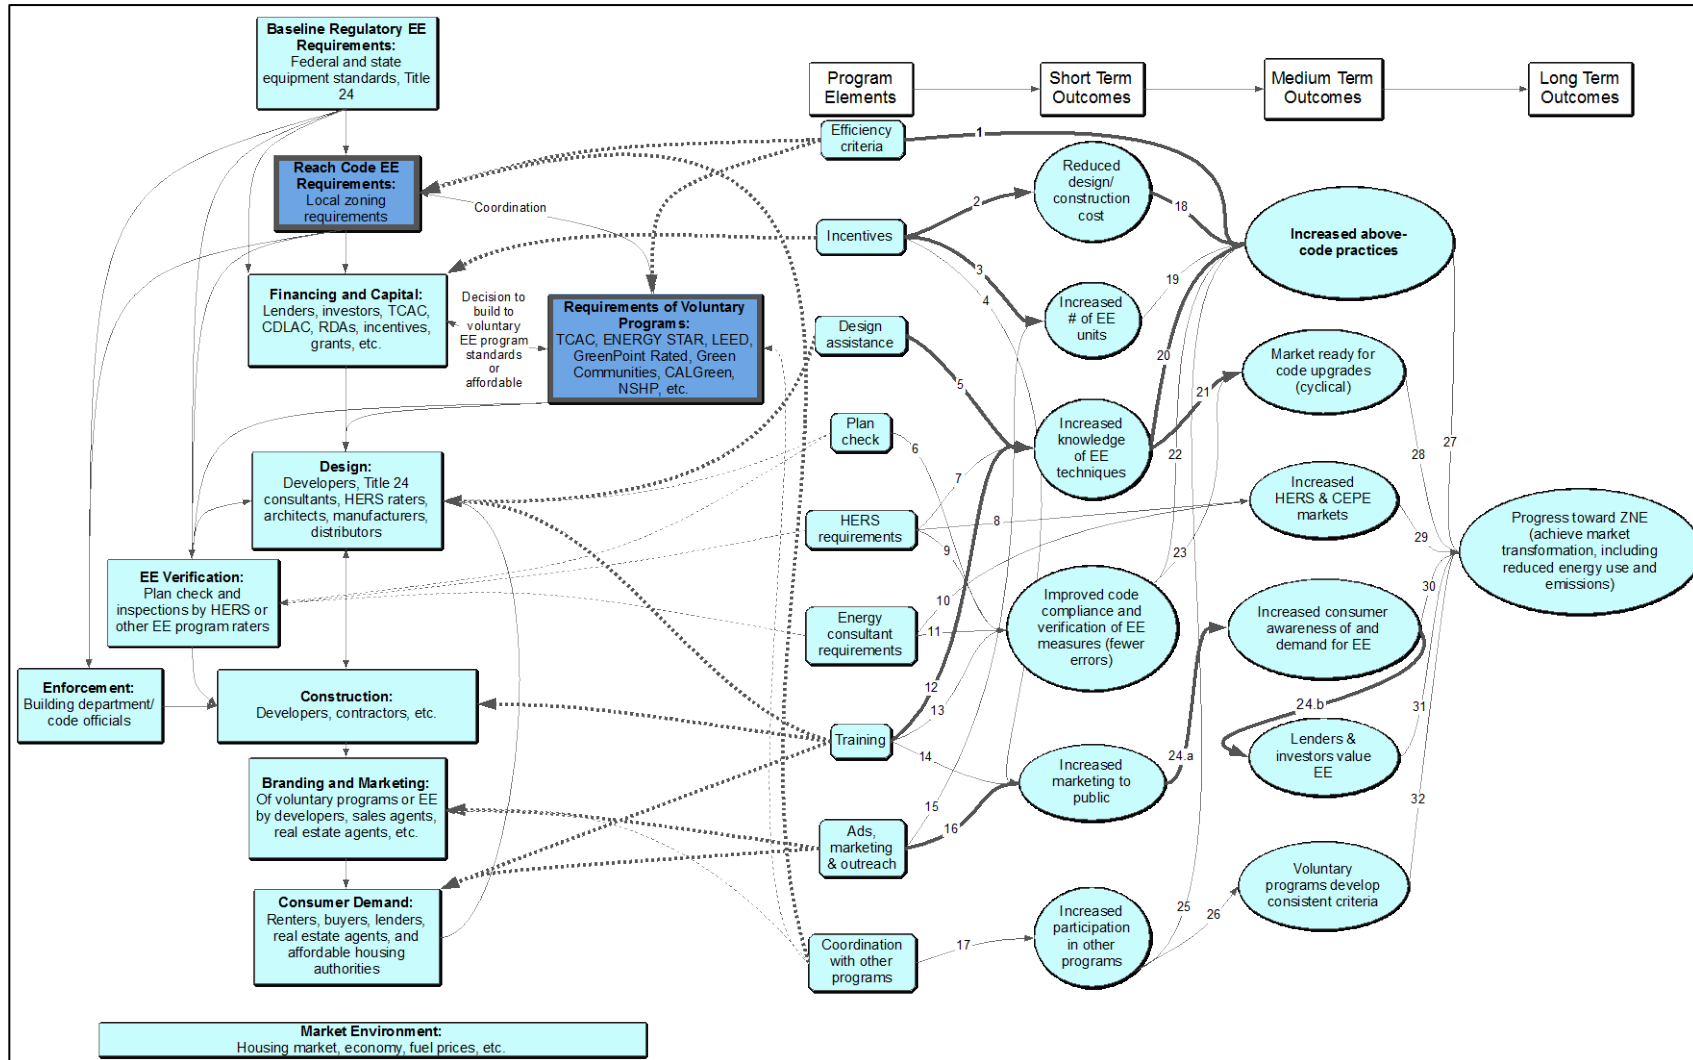 Baseline Regulatory EE
Requirements:
Federal and state
equipment standards, Title
24
Reach Code EE
Requirements:
Local zoning
requirements
Coordination
Financing and Capital:
Lenders, investors, TCAC,
CDLAC, RDAs, incentives,
grants, etc.
Decision to
build to
voluntary
EE program
standards
or
affordable
Requirements of Voluntary
Programs:
TCAC, ENERGY STAR, LEED,
GreenPoint Rated, Green
Communities, CALGreen,
NSHP, etc.
Design:
Developers, Title 24
consultants, HERS raters,
architects, manufacturers,
distributors
EE Verification:
Plan check and
inspections by HERS or
other EE program raters
Enforcement:
Building department/
code officials
Construction:
Developers, contractors, etc.
Branding and Marketing:
Of voluntary programs or EE
by developers, sales agents,
real estate agents, etc.
Consumer Demand:
Renters, buyers, lenders,
real estate agents, and
affordable housing
authorities
Market Environment:
Housing market, economy, fuel prices, etc.
Program
Elements
Short Term
Outcomes
Medium Term
Outcomes
Long Term
Outcomes
Efficiency
criteria
Incentives
Design
assistance
Plan
check
HERS
requirements
Energy
consultant
requirements
Training
Ads,
marketing
& outreach
Coordination
with other
programs
1
2
3
4
5
6
7
8
9
10
11
12
13
14
15
16
17
Reduced
design/
construction
cost
Increased
# of EE
units
Increased
knowledge
of EE
techniques
Improved code
compliance and
verification of EE
measures (fewer
errors)
Increased
marketing to
public
Increased
participation
in other
programs
18
19
20
21
22
23
24.a
24.b
25
26
Increased above-
code practices
Market ready for
code upgrades
(cyclical)
Increased
HERS & CEPE
markets
Increased consumer
awareness of and
demand for EE
Lenders &
investors value
EE
Voluntary
programs develop
consistent criteria
27
28
29
30
31
32
Progress toward ZNE
(achieve market
transformation, including
reduced energy use and
emissions)